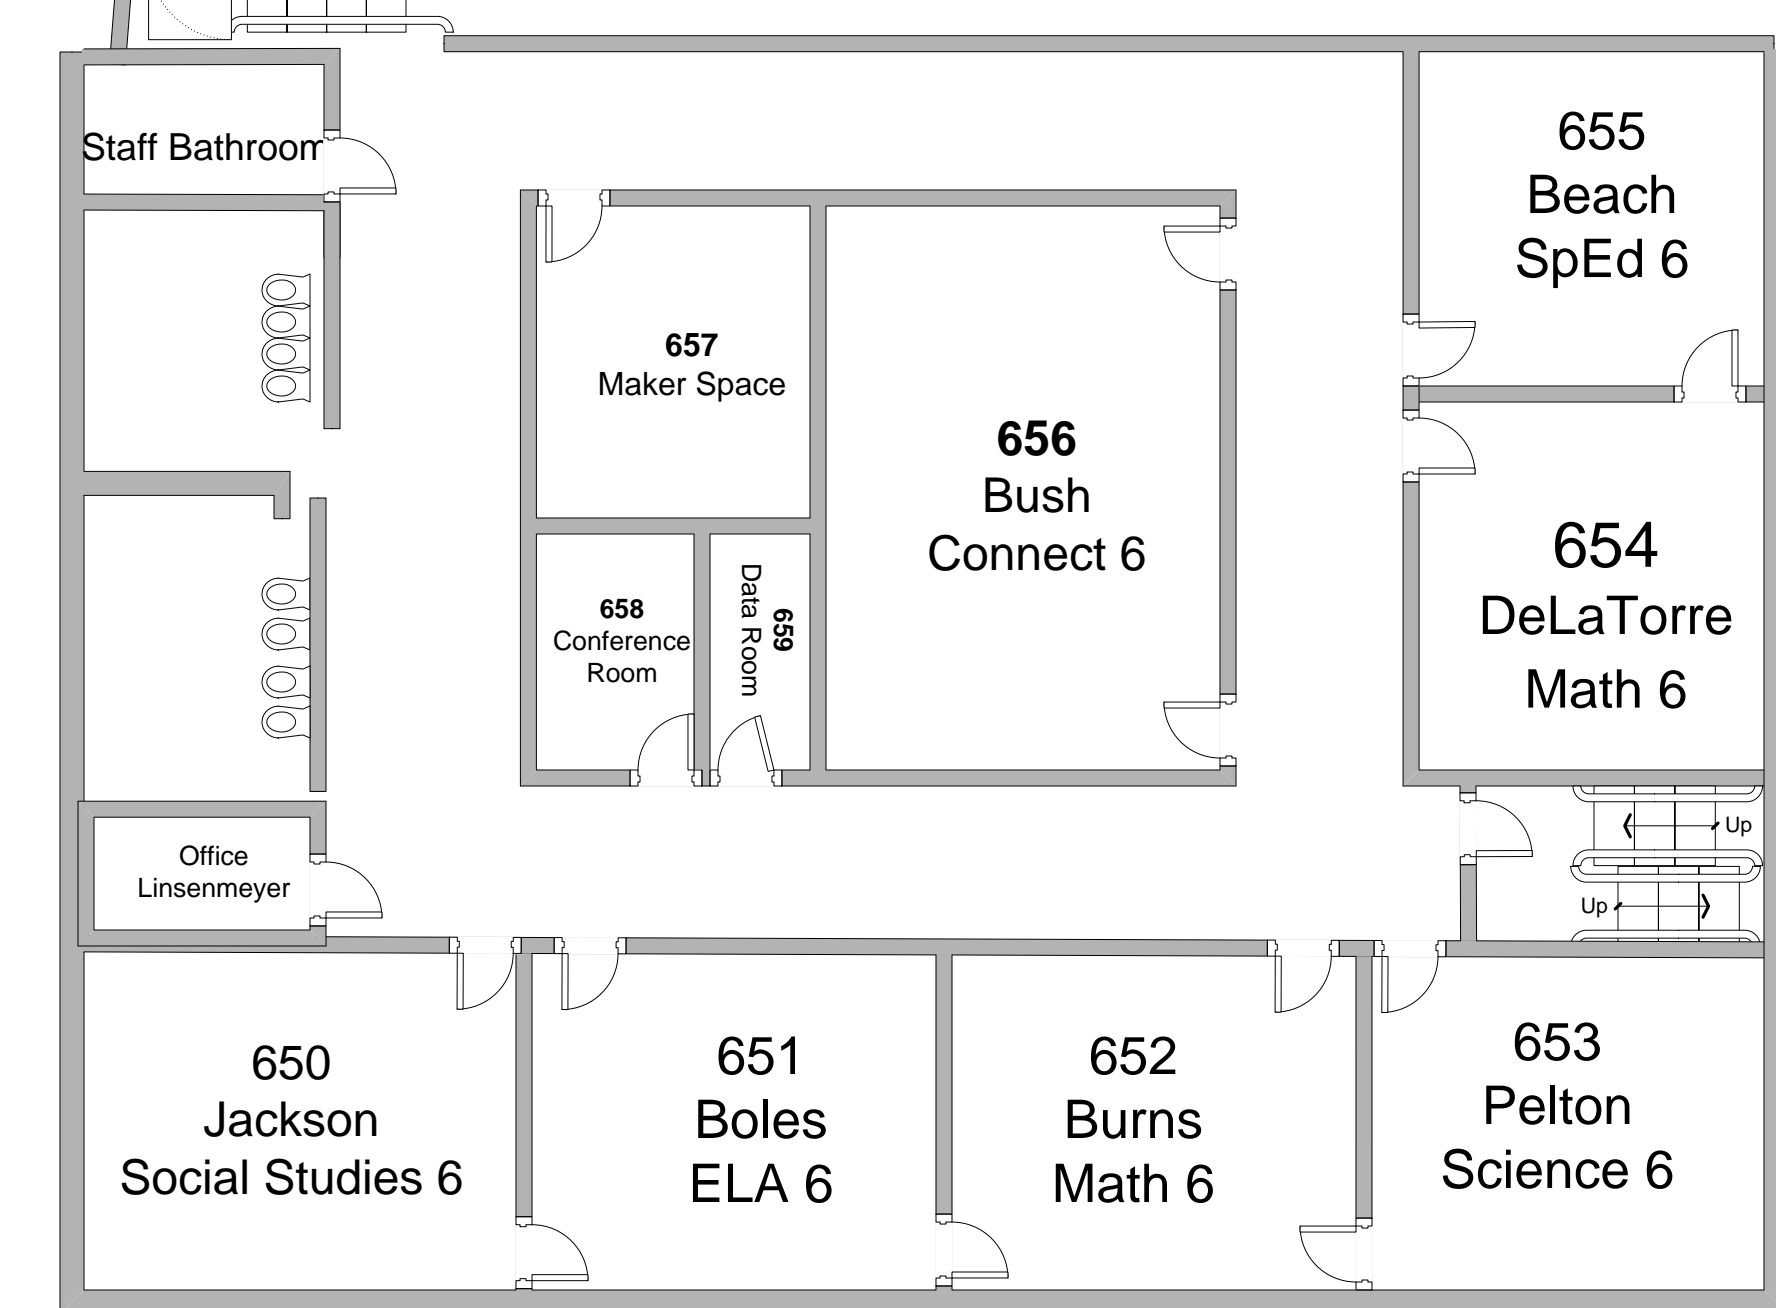 Staff Bathroom
655
Beach
SpEd 6
657
Maker Space
656
Bush
Connect 6
654
DeLaTorre
Math 6
658
Conference
Room
659
Data Room
Up
Up
Office
Linsenmeyer
650
Jackson
Social Studies 6
651
Boles
ELA 6
652
Burns
Math 6
653
Pelton
Science 6